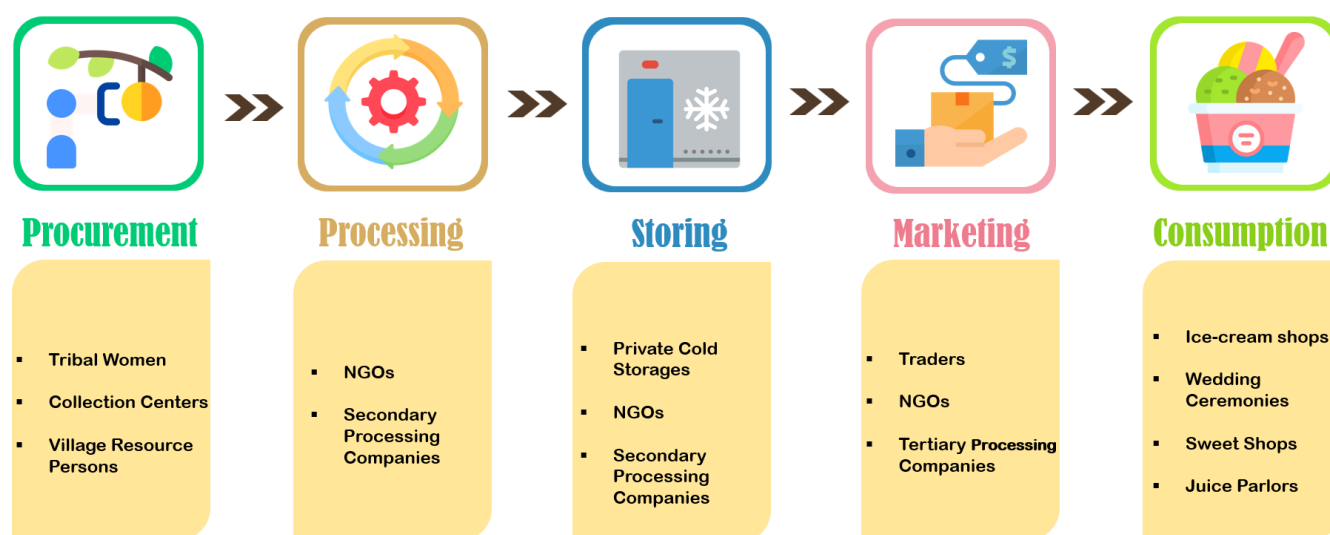 Procurement
Processing
Storing
Marketing
Consumption
▪ Tribal Women
▪ Collection Centers
▪ Village Resource
Persons
▪ NGOs
▪ Secondary
Processing
Companies
▪ Private Cold
Storages
▪ NGOs
▪ Secondary
Processing
Companies
▪ Traders
▪ NGOs
▪ Tertiary Processing
Companies
▪ Ice-cream shops
▪ Wedding
Ceremonies
▪ Sweet Shops
▪ Juice Parlors
$